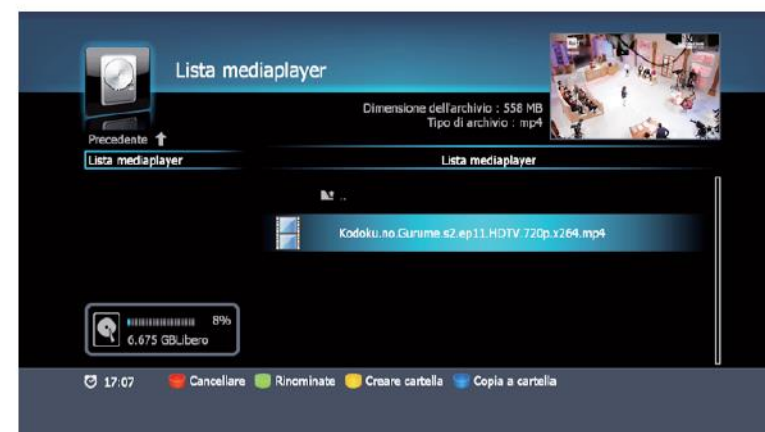 Lista mediaplayer
Dimensione dell'archivio : 558 MB
Tipo di archivio : mp4
Precedente
Lista mediaplayer
Lista mediaplayer
..
Kodoku.no.Gurume.s2.ep11.HDTV.720p.x264.mp4
8%
6.675 GBLibero
17:07 Cancellare Rinominate Creare cartella Copia a cartella